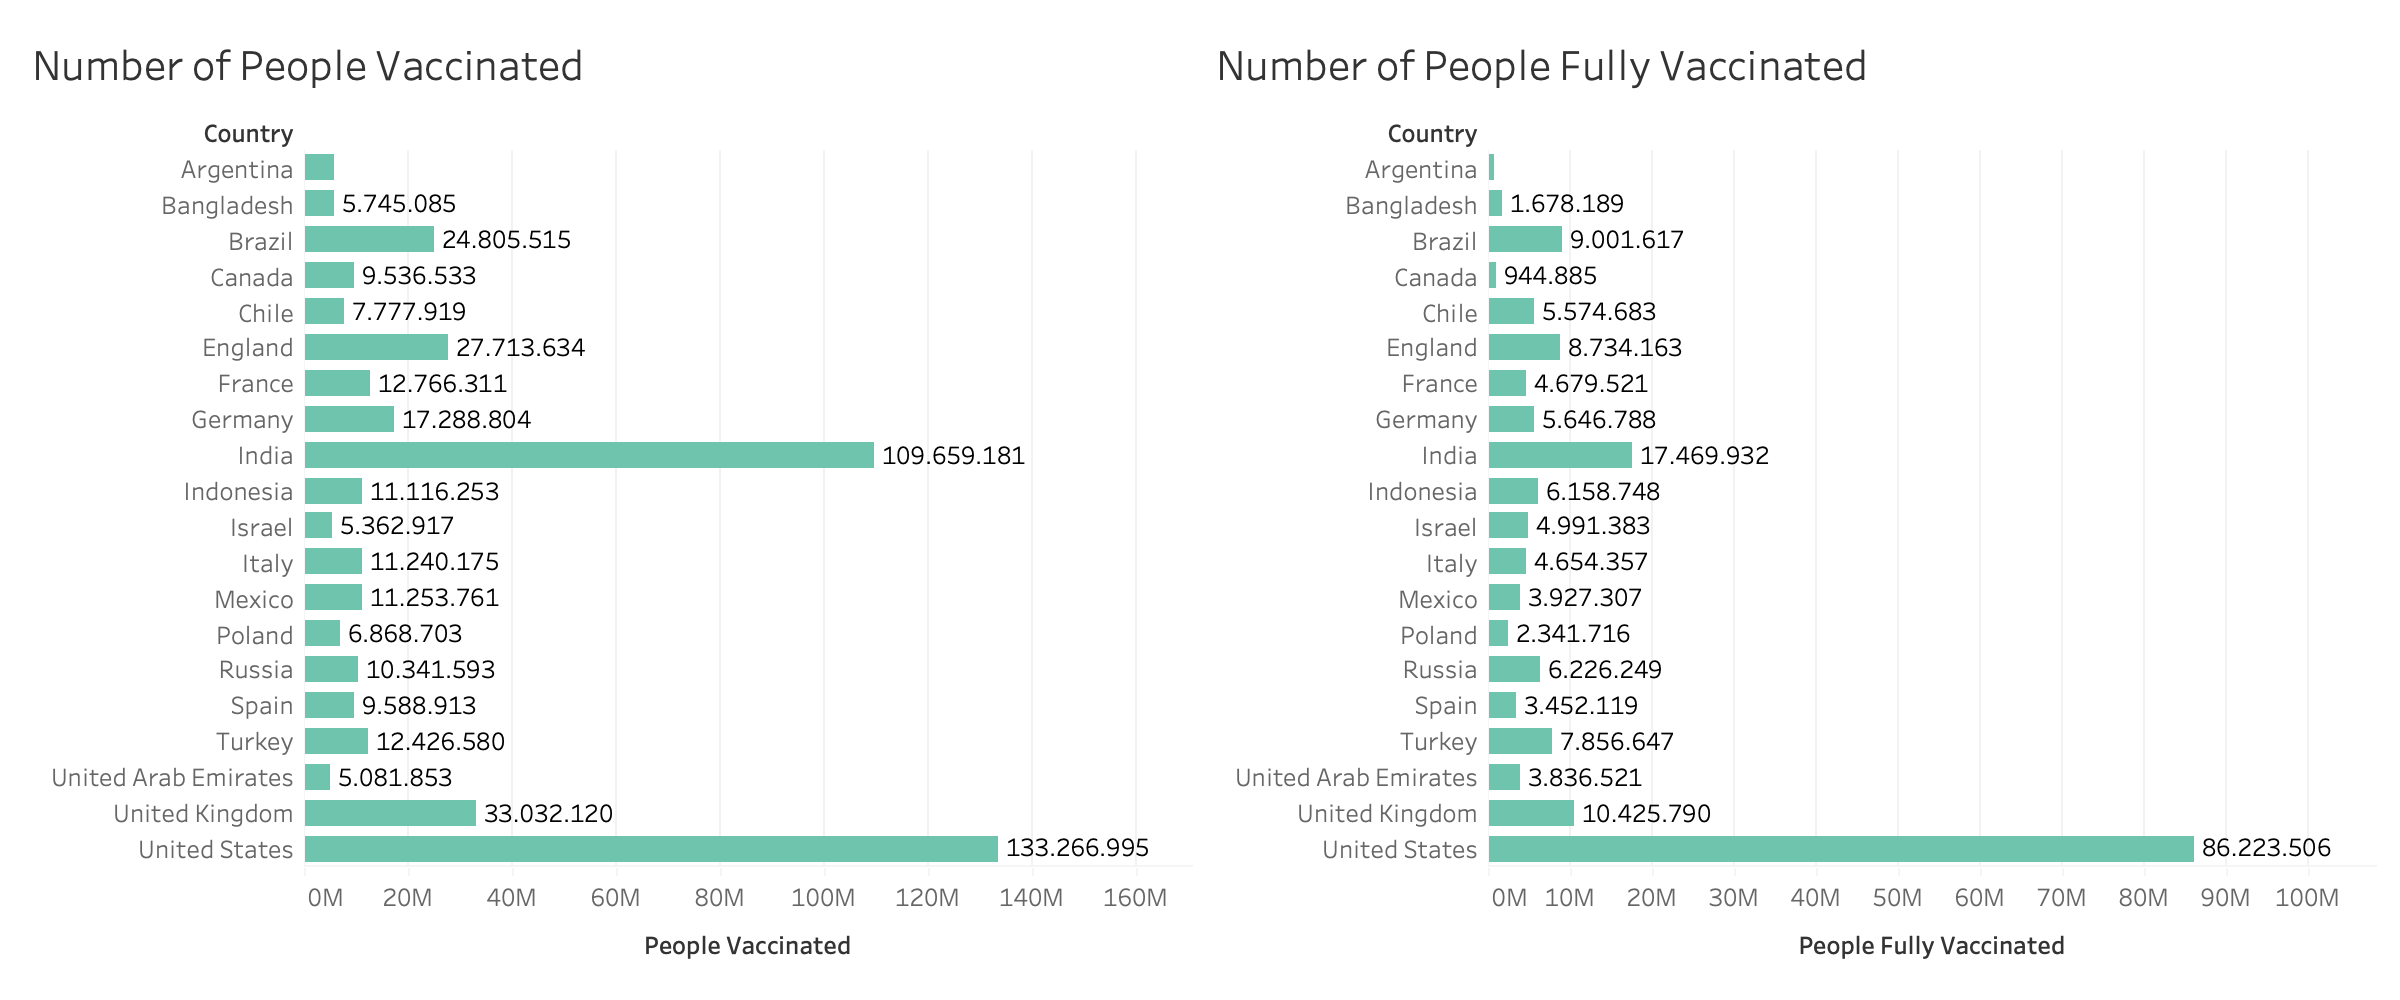 Number of People Vaccinated
Country
Argentina
Bangladesh 5.745.085
Brazil 24.805.515
Canada 9.536.533
Chile 7.777.919
England 27.713.634
France 12.766.311
Germany 17.288.804
India 109.659.181
Indonesia 11.116.253
Israel 5.362.917
Italy 11.240.175
Mexico 11.253.761
Poland 6.868.703
Russia 10.341.593
Spain 9.588.913
Turkey 12.426.580
United Arab Emirates 5.081.853
United Kingdom 33.032.120
United States 133.266.995
0M 20M 40M 60M 80M 100M 120M 140M 160M
People Vaccinated
Number of People Fully Vaccinated
Country
Argentina
Bangladesh 1.678.189
Brazil 9.001.617
Canada 944.885
Chile 5.574.683
England 8.734.163
France 4.679.521
Germany 5.646.788
India 17.469.932
Indonesia 6.158.748
Israel 4.991.383
Italy 4.654.357
Mexico 3.927.307
Poland 2.341.716
Russia 6.226.249
Spain 3.452.119
Turkey 7.856.647
United Arab Emirates 3.836.521
United Kingdom 10.425.790
United States 86.223.506
0M 10M 20M 30M 40M 50M 60M 70M 80M 90M 100M
People Fully Vaccinated